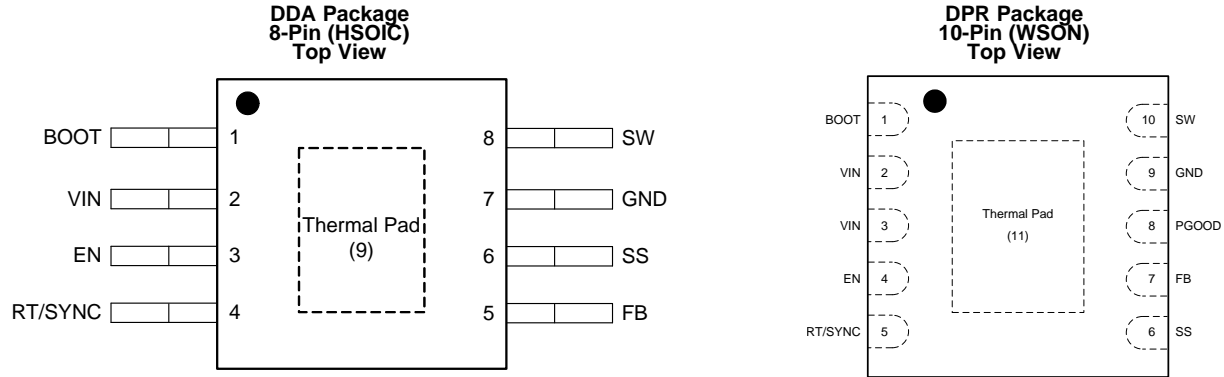 DDA Package
8-Pin (HSOIC)
Top View
BOOT 1
VIN 2
EN 3
RT/SYNC 4
8 SW
7 GND
6 SS
5 FB
Thermal Pad
(9)
DPR Package
10-Pin (WSON)
Top View
BOOT 1
VIN 2
VIN 3
EN 4
RT/SYNC 5
10 SW
9 GND
8 PGOOD
7 FB
6 SS
Thermal Pad
(11)